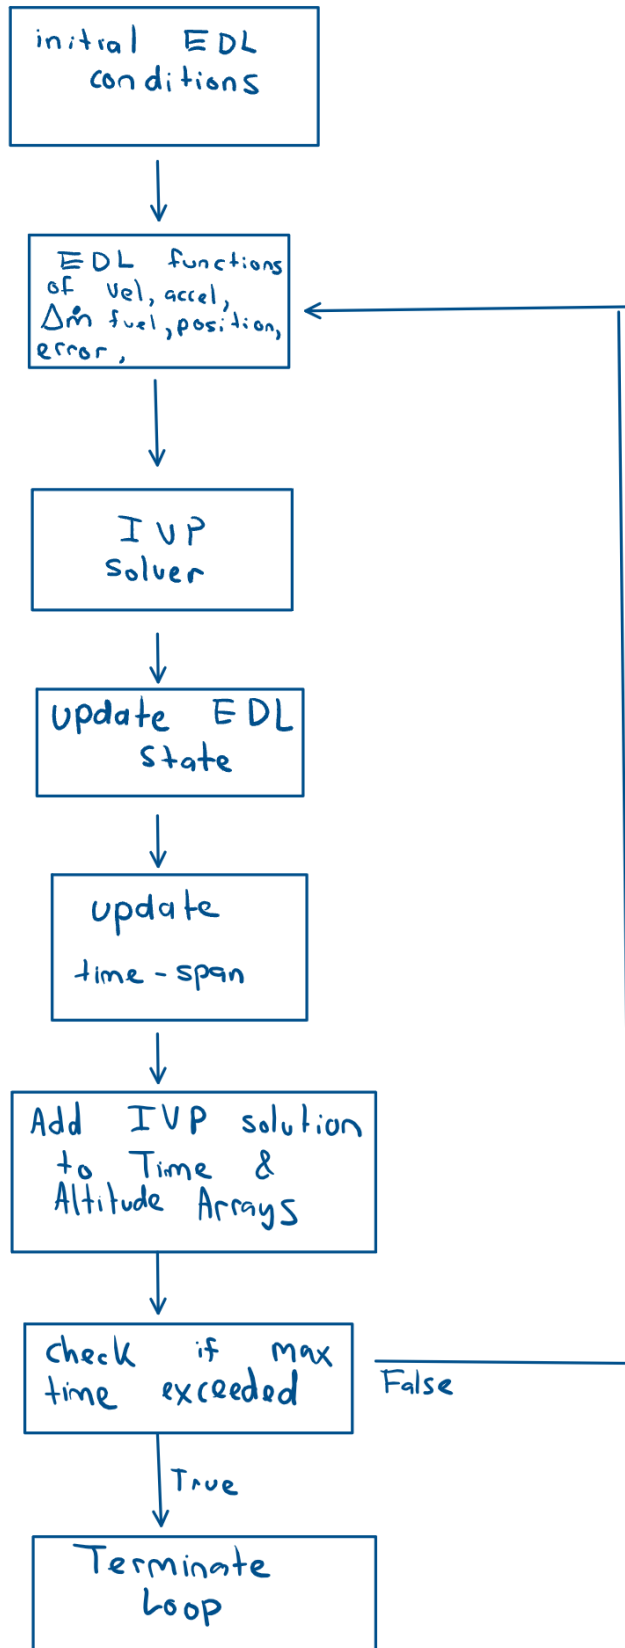 initial EDL
conditions
EDL functions
of vel, accel,
Δṁ fuel, position,
error,
IVP
solver
update EDL
state
update
time-span
Add IVP solution
to Time &
Altitude Arrays
check if max
time exceeded
False
True
Terminate
Loop